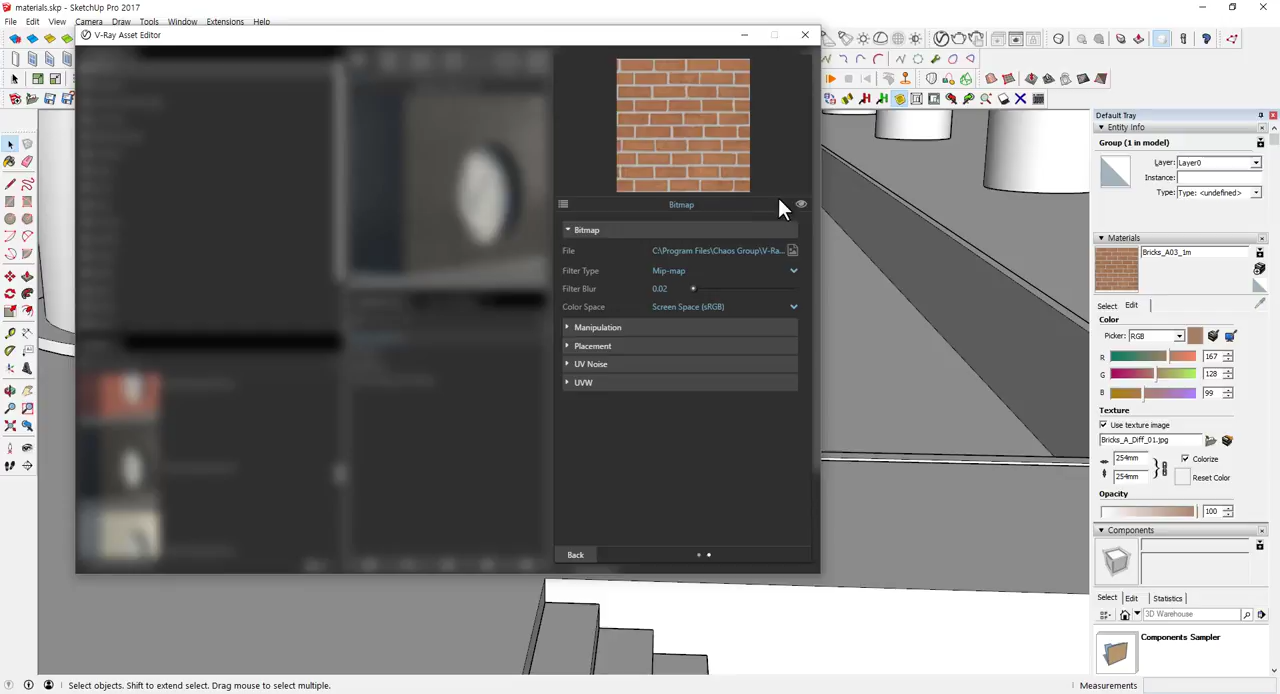 materials.skp - SketchUp Pro 2017
File Edit View Camera Draw Tools Window Extensions Help
V-Ray Asset Editor
Bitmap
Bitmap
File C:\Program Files\Chaos Group\V-Ra...
Filter Type Mip-map
Filter Blur 0.02
Color Space Screen Space (sRGB)
Manipulation
Placement
UV Noise
UVW
Back
Default Tray
Entity Info
Group (1 in model)
Layer: Layer0
Instance:
Type: Type: <undefined>
Materials
Bricks_A03_1m
Select Edit
Color
Picker: RGB
R 167
G 128
B 99
Texture
Use texture image
Bricks_A_Diff_01.jpg
254mm Colorize
254mm Reset Color
Opacity
100
Components
Select Edit Statistics
3D Warehouse
Components Sampler
Select objects. Shift to extend select. Drag mouse to select multiple.
Measurements